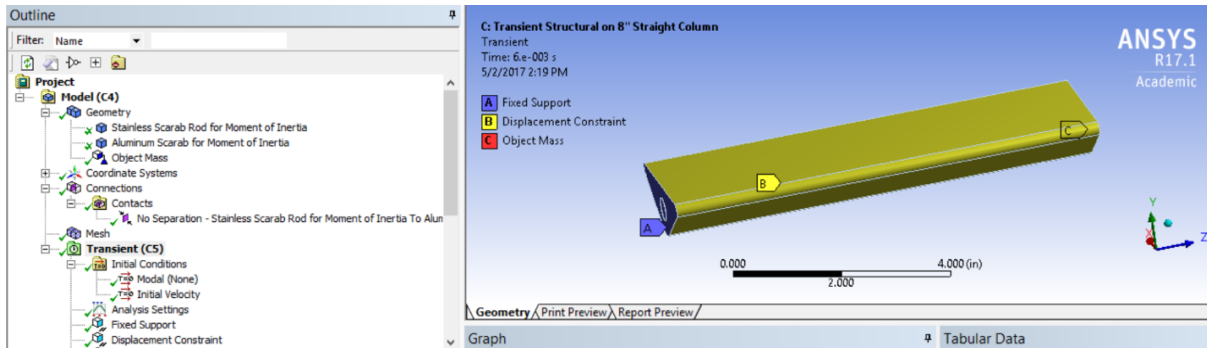 Outline
Filter: Name
Project
Model (C4)
Geometry
Stainless Scarab Rod for Moment of Inertia
Aluminum Scarab for Moment of Inertia
Object Mass
Coordinate Systems
Connections
Contacts
No Separation - Stainless Scarab Rod for Moment of Inertia To Alun
Mesh
Transient (C5)
Initial Conditions
T=0 Modal (None)
T=0 Initial Velocity
Analysis Settings
Fixed Support
Displacement Constraint
C: Transient Structural on 8" Straight Column
Transient
Time: 6.e-003 s
5/2/2017 2:19 PM
A Fixed Support
B Displacement Constraint
C Object Mass
ANSYS
R17.1
Academic
C
B
A
Y
X
Z
0.000
4.000 (in)
2.000
Geometry Print Preview Report Preview
Graph
Tabular Data